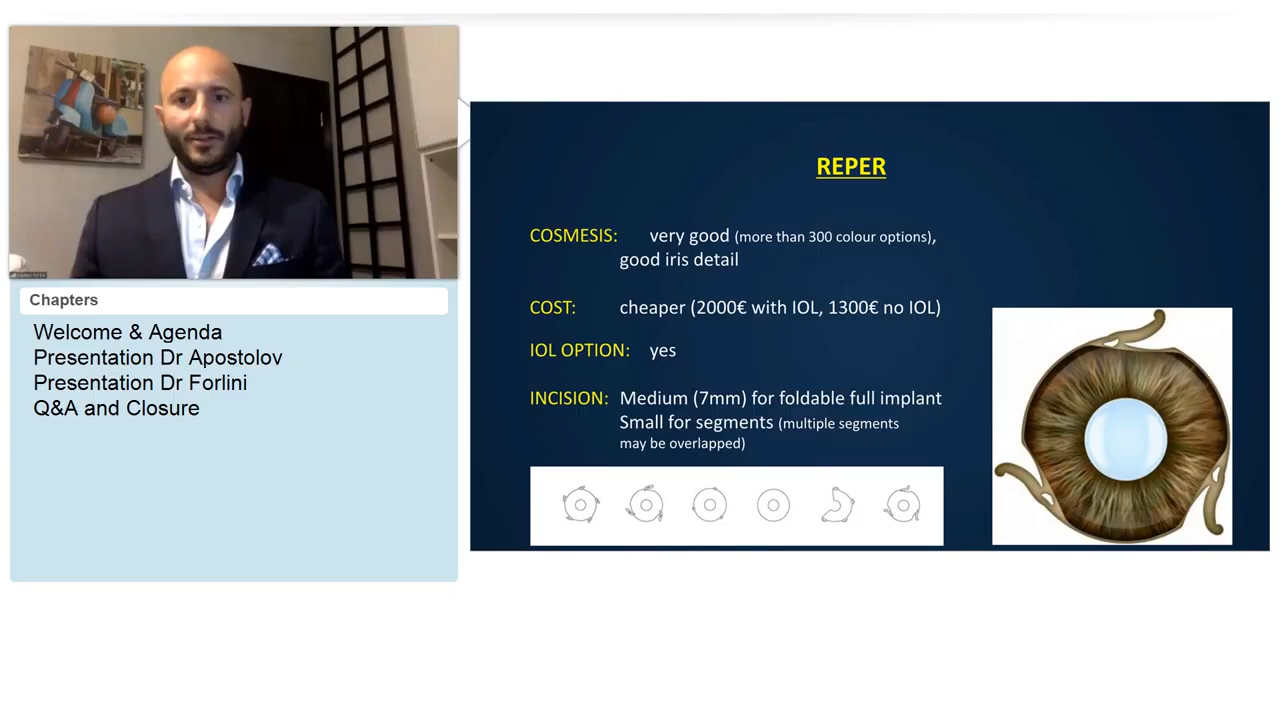 Chapters
Welcome & Agenda
Presentation Dr Apostolov
Presentation Dr Forlini
Q&A and Closure
REPER
COSMESIS: very good (more than 300 colour options),
good iris detail
COST: cheaper (2000€ with IOL, 1300€ no IOL)
IOL OPTION: yes
INCISION: Medium (7mm) for foldable full implant
Small for segments (multiple segments
may be overlapped)